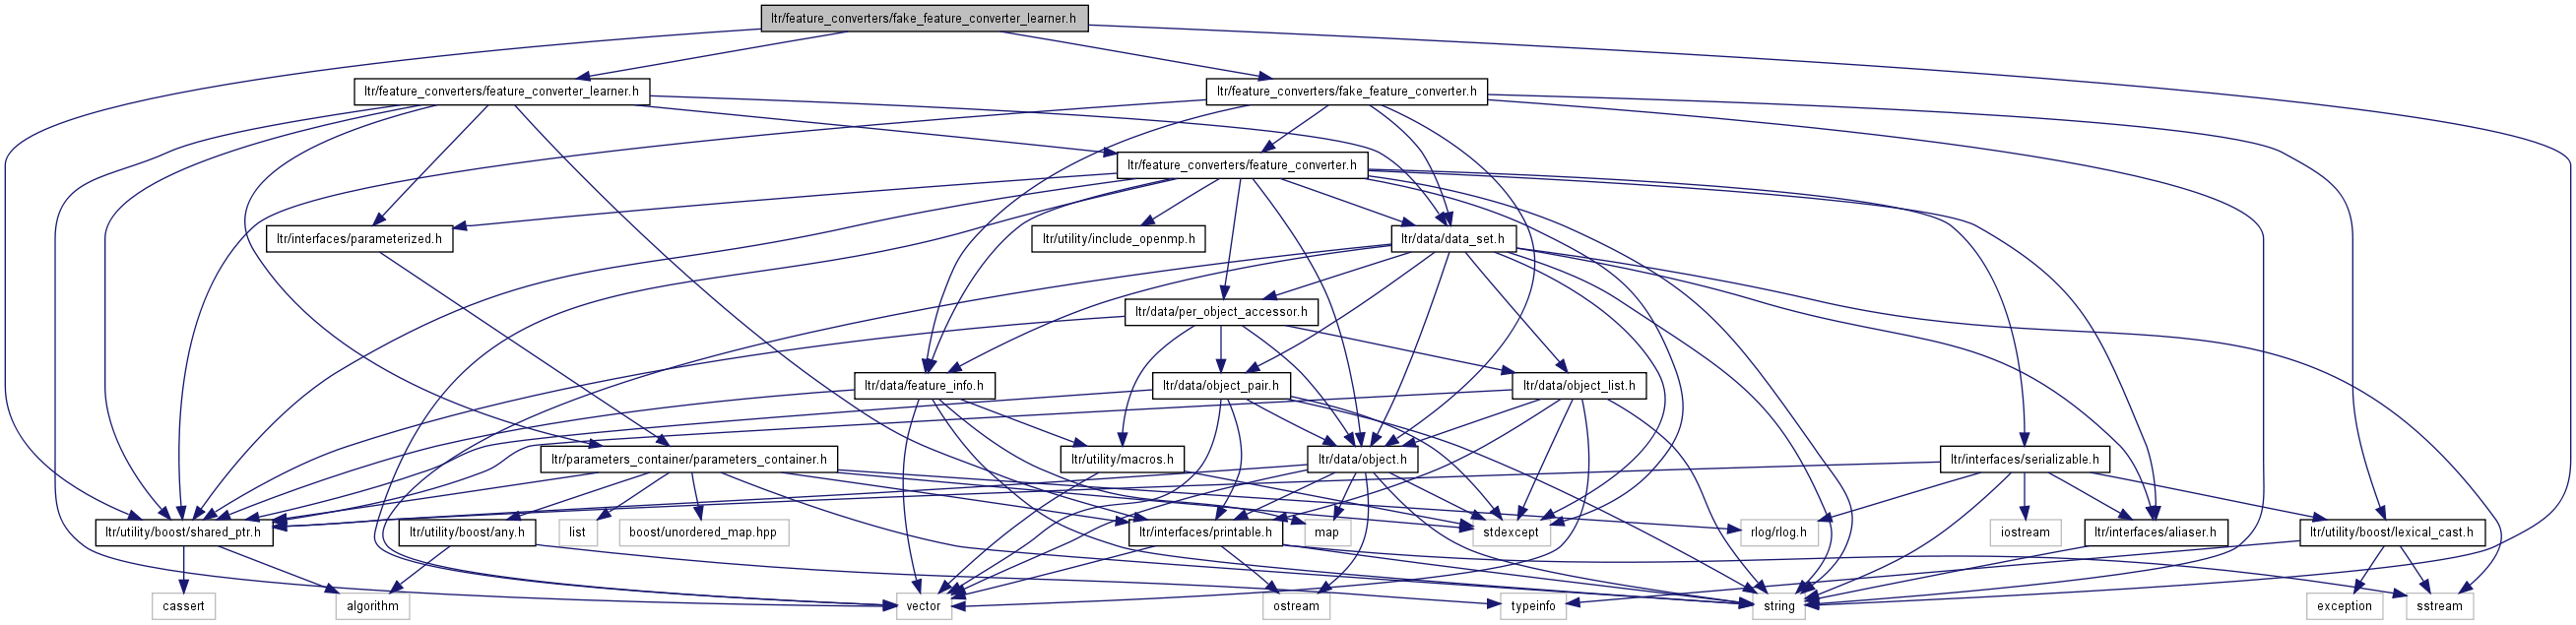 ltr/feature_converters/fake_feature_converter_learner.h
ltr/feature_converters/feature_converter_learner.h
ltr/feature_converters/fake_feature_converter.h
ltr/feature_converters/feature_converter.h
ltr/interfaces/parameterized.h
ltr/utility/include_openmp.h
ltr/data/data_set.h
ltr/data/per_object_accessor.h
ltr/data/feature_info.h
ltr/data/object_pair.h
ltr/data/object_list.h
ltr/parameters_container/parameters_container.h
ltr/utility/macros.h
ltr/data/object.h
ltr/interfaces/serializable.h
ltr/utility/boost/shared_ptr.h
ltr/utility/boost/any.h
list
boost/unordered_map.hpp
ltr/interfaces/printable.h
map
stdexcept
rlog/rlog.h
iostream
ltr/interfaces/aliaser.h
ltr/utility/boost/lexical_cast.h
cassert
algorithm
vector
ostream
typeinfo
string
exception
sstream